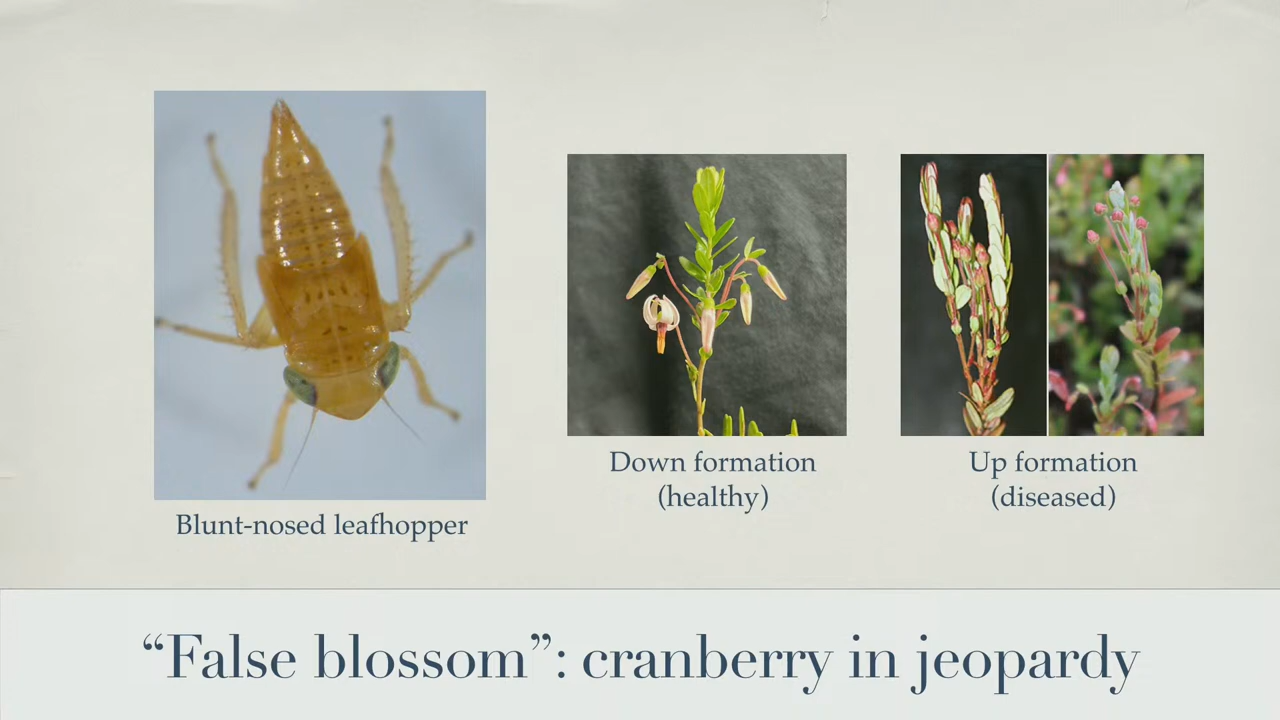 Blunt-nosed leafhopper
Down formation
(healthy)
Up formation
(diseased)
“False blossom”: cranberry in jeopardy